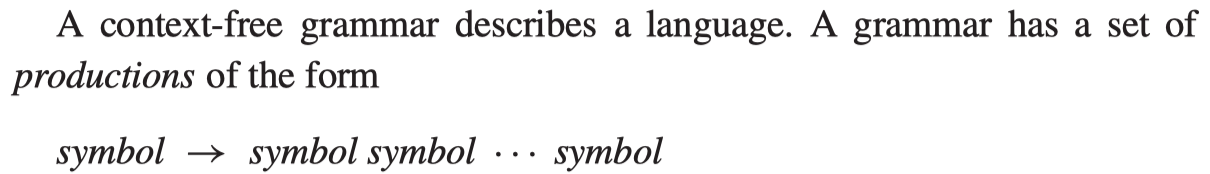 A context-free grammar describes a language. A grammar has a set of
productions of the form
symbol → symbol symbol ··· symbol